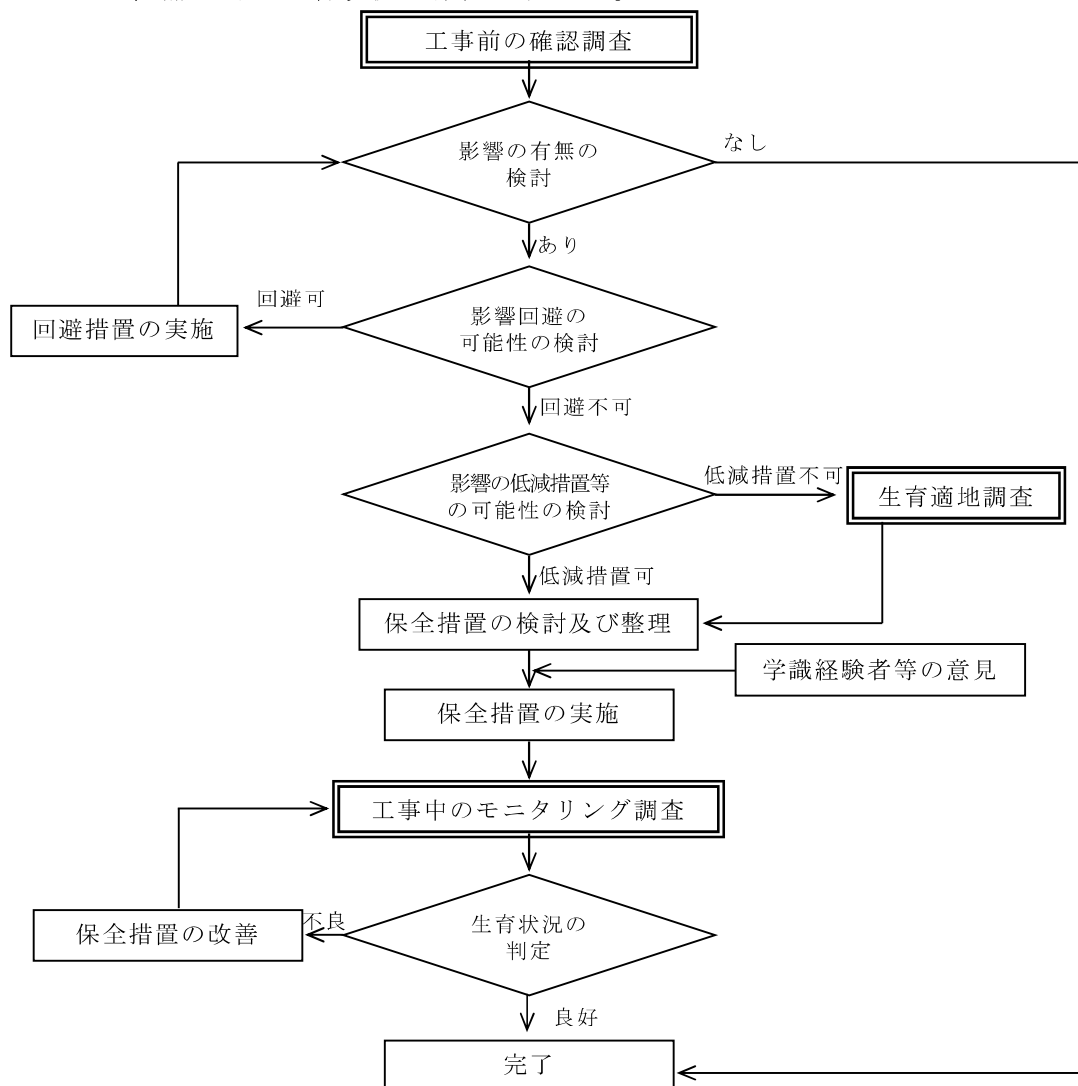 工事前の確認調査
影響の有無の
検討
なし
あり
回避可
回避措置の実施
影響回避の
可能性の検討
回避不可
影響の低減措置等
の可能性の検討
低減措置不可
生育適地調査
低減措置可
保全措置の検討及び整理
学識経験者等の意見
保全措置の実施
工事中のモニタリング調査
不良
保全措置の改善
生育状況の
判定
良好
完了